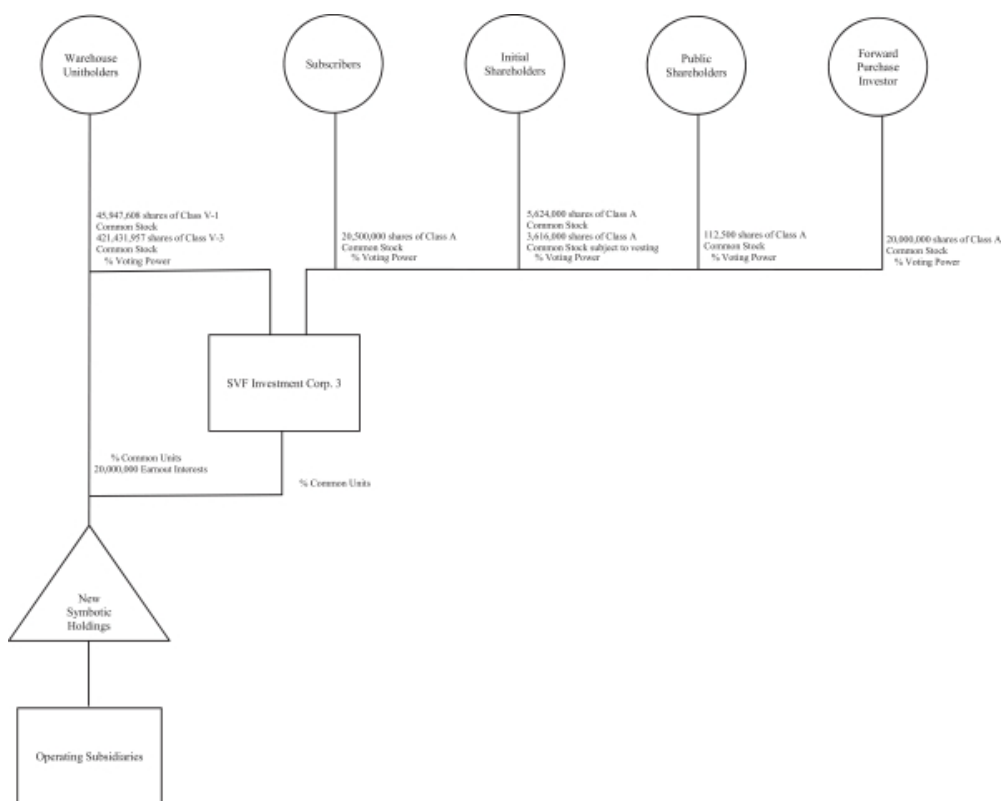 Warehouse
Unitholders
Subscribers
Initial
Shareholders
Public
Shareholders
Forward
Purchase
Investor
45,947,608 shares of Class V-1
Common Stock
421,431,957 shares of Class V-3
Common Stock
% Voting Power
20,500,000 shares of Class A
Common Stock
% Voting Power
5,624,000 shares of Class A
Common Stock
3,616,000 shares of Class A
Common Stock subject to vesting
% Voting Power
112,500 shares of Class A
Common Stock
% Voting Power
20,000,000 shares of Class A
Common Stock
% Voting Power
SVF Investment Corp. 3
% Common Units
20,000,000 Earnout Interests
% Common Units
New
Symbotic
Holdings
Operating Subsidiaries